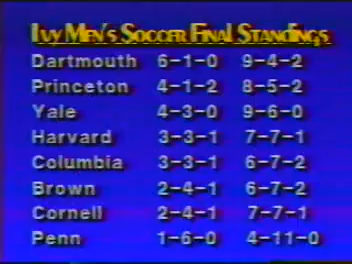 Ivy Men's Soccer Final Standings
Dartmouth 6-1-0 9-4-2
Princeton 4-1-2 8-5-2
Yale 4-3-0 9-6-0
Harvard 3-3-1 7-7-1
Columbia 3-3-1 6-7-2
Brown 2-4-1 6-7-2
Cornell 2-4-1 7-7-1
Penn 1-6-0 4-11-0